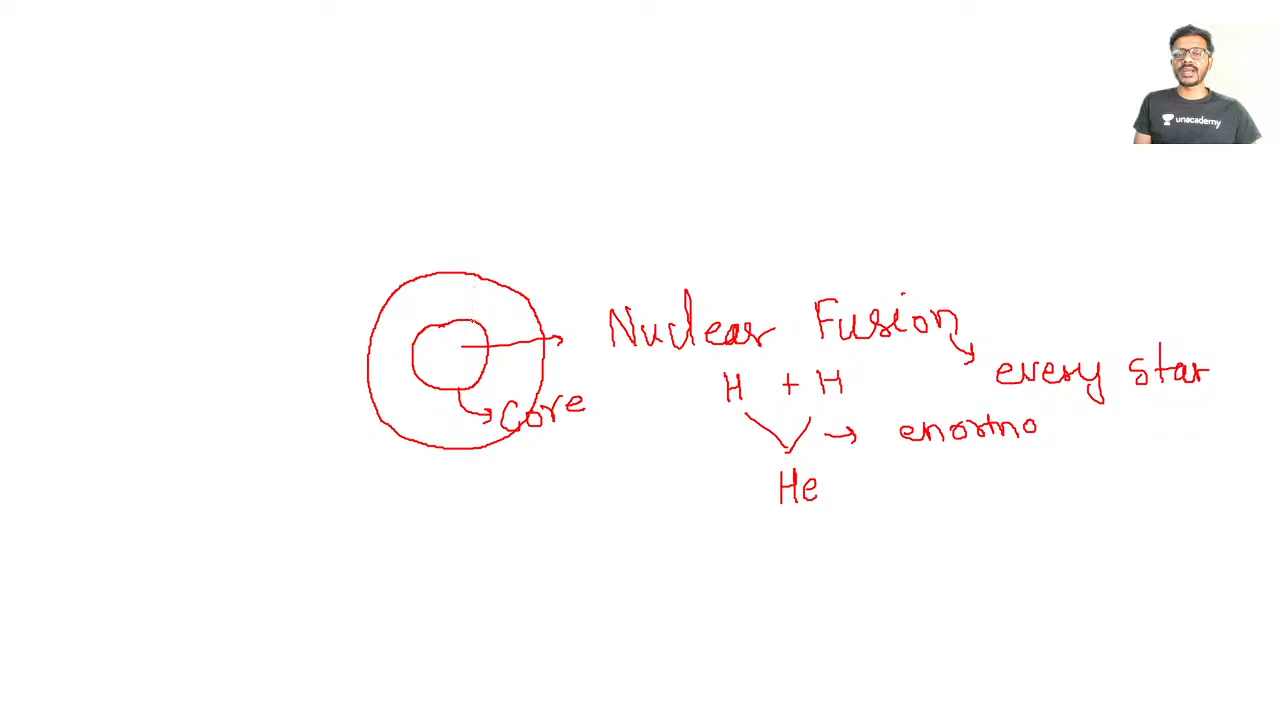 unacademy
Nuclear Fusion
every star
H + H
Core
enormo
He